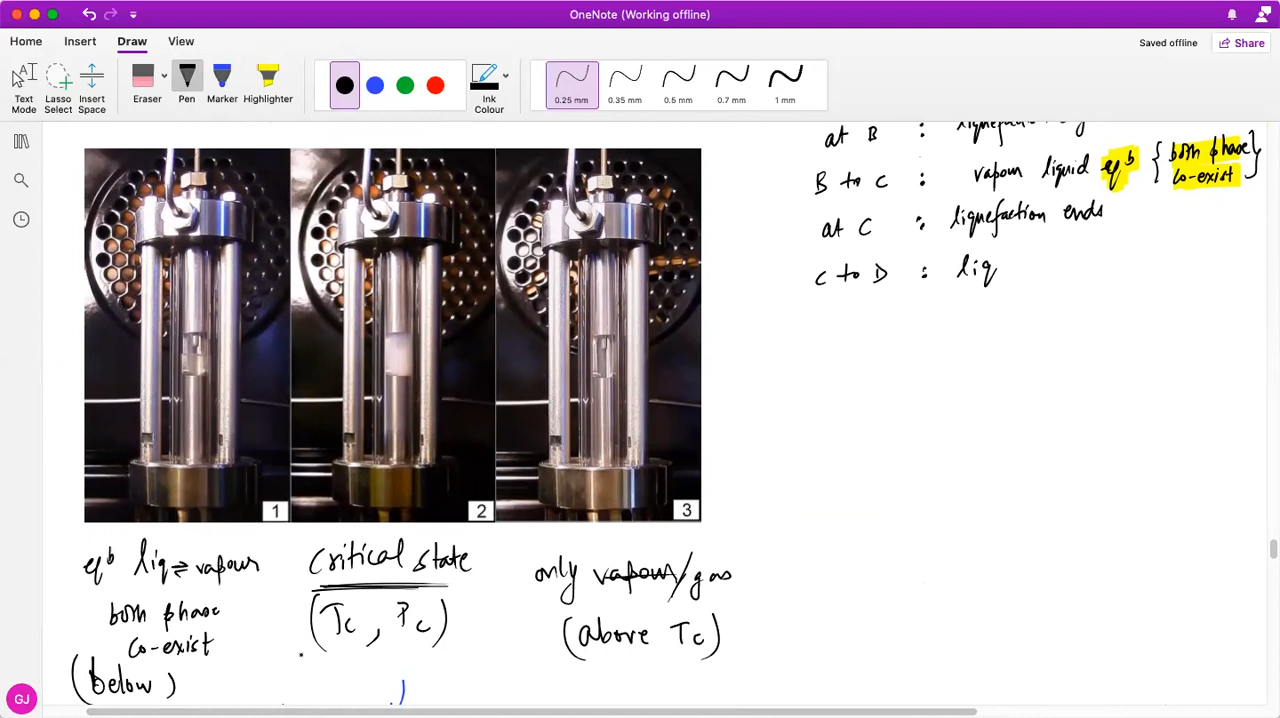 OneNote (Working offline)
Home Insert Draw View
Saved offline
Share
Text Mode
Lasso Select
Insert Space
Eraser
Pen
Marker
Highlighter
Ink Colour
0.25 mm
0.35 mm
0.5 mm
0.7 mm
1 mm
at B :
B to C : vapour liquid eqb { both phase co-exist }
at C : liquefaction ends
C to D : liq
1
2
3
eqb liq ⇌ vapour
both phase
co-exist
(below )
critical state
(Tc , Pc)
only vapour/gas
(above Tc)
GJ